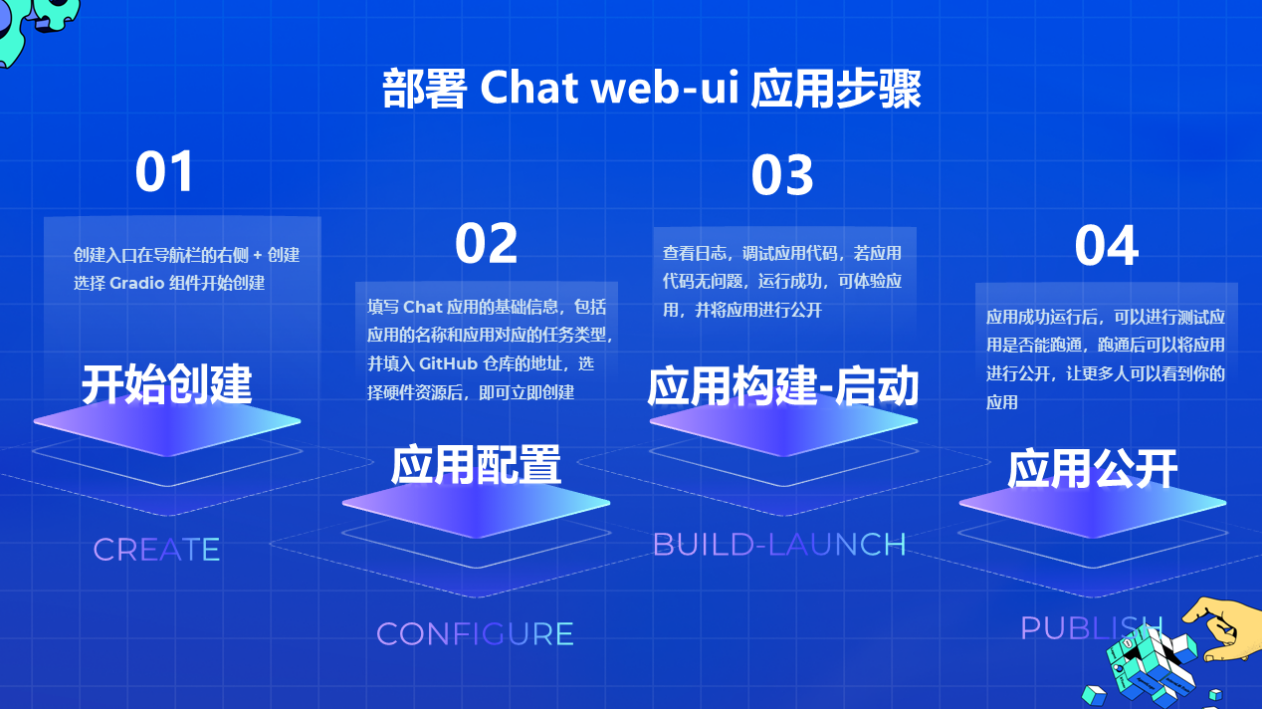 部署 Chat web-ui 应用步骤
01
创建入口在导航栏的右侧 + 创建
选择 Gradio 组件开始创建
开始创建
CREATE
02
填写 Chat 应用的基础信息，包括
应用的名称和应用对应的任务类型，
并填入 GitHub 仓库的地址，选
择硬件资源后，即可立即创建
应用配置
CONFIGURE
03
查看日志，调试应用代码，若应用
代码无问题，运行成功，可体验应
用，并将应用进行公开
应用构建-启动
BUILD-LAUNCH
04
应用成功运行后，可以进行测试应
用是否能跑通，跑通后可以将应用
进行公开，让更多人可以看到你的
应用
应用公开
PUBLISH